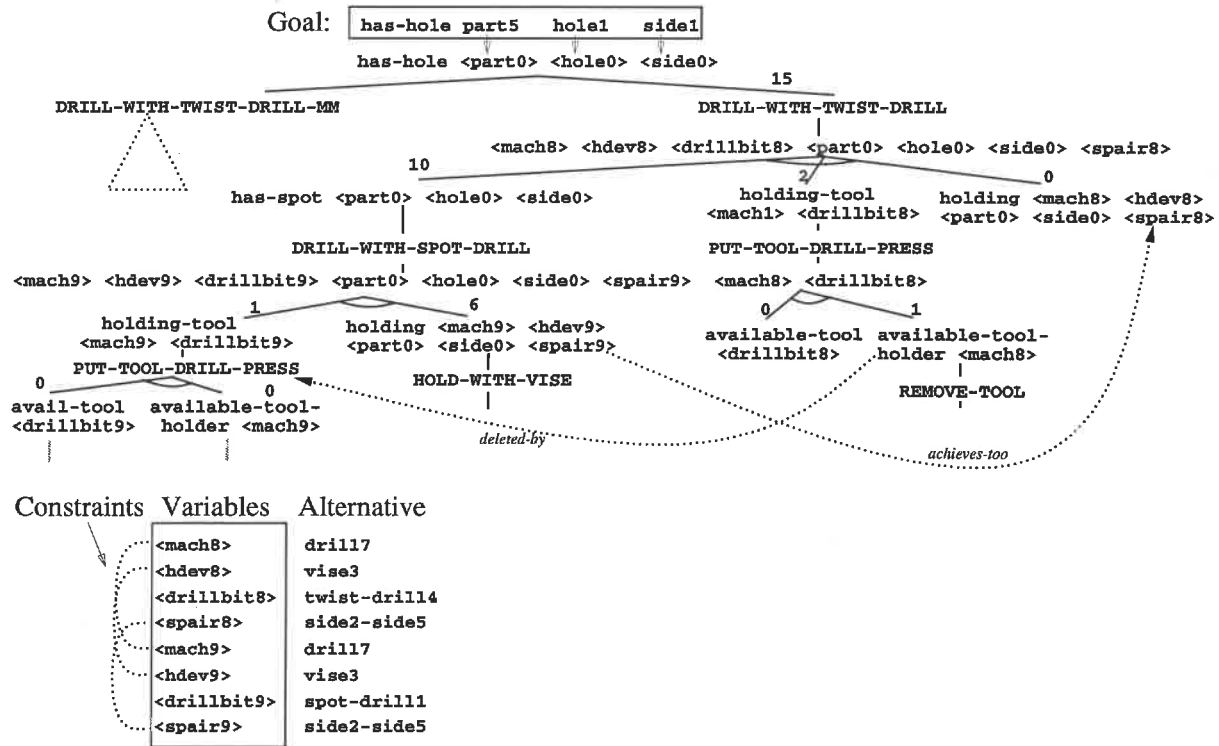 Goal: has-hole part5 hole1 side1
has-hole <part0> <hole0> <side0>
15
DRILL-WITH-TWIST-DRILL-MM DRILL-WITH-TWIST-DRILL
<mach8> <hdev8> <drillbit8> <part0> <hole0> <side0> <spair8>
10 2 0
has-spot <part0> <hole0> <side0> holding-tool holding <mach8> <hdev8>
<mach1> <drillbit8> <part0> <side0> <spair8>
DRILL-WITH-SPOT-DRILL PUT-TOOL-DRILL-PRESS
<mach9> <hdev9> <drillbit9> <part0> <hole0> <side0> <spair9> <mach8> <drillbit8>
1 6 0 1
holding-tool holding <mach9> <hdev9> available-tool available-tool-
<mach9> <drillbit9> <part0> <side0> <spair9> <drillbit8> holder <mach8>
PUT-TOOL-DRILL-PRESS HOLD-WITH-VISE REMOVE-TOOL
0 0
avail-tool available-tool-
<drillbit9> holder <mach9>
deleted-by achieves-too
Constraints Variables Alternative
<mach8> drill7
<hdev8> vise3
<drillbit8> twist-drill4
<spair8> side2-side5
<mach9> drill7
<hdev9> vise3
<drillbit9> spot-drill1
<spair9> side2-side5